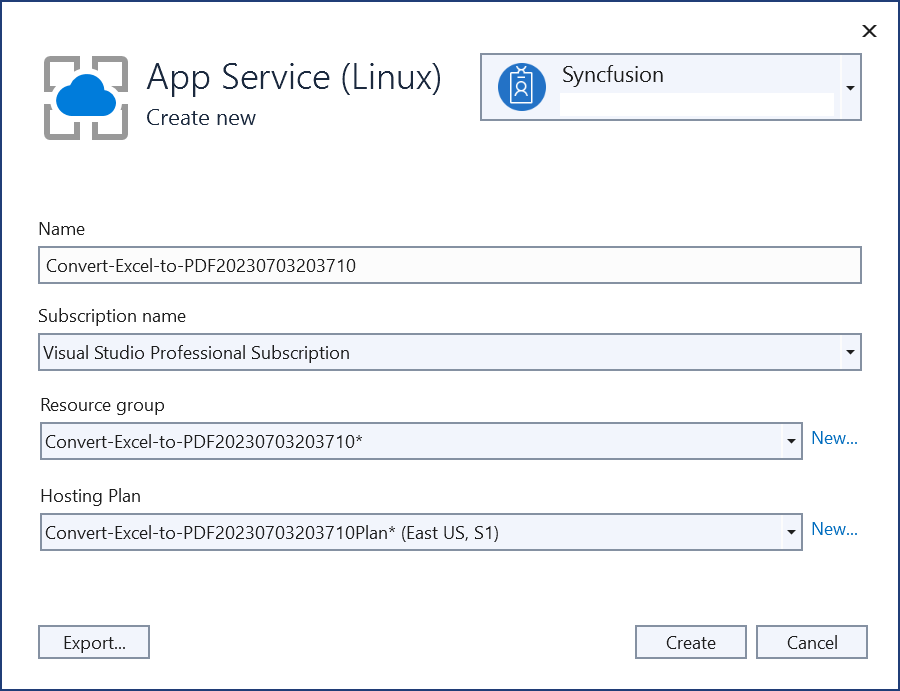 App Service (Linux)
Create new
Syncfusion
Name
Convert-Excel-to-PDF20230703203710
Subscription name
Visual Studio Professional Subscription
Resource group
Convert-Excel-to-PDF20230703203710*
New...
Hosting Plan
Convert-Excel-to-PDF20230703203710Plan* (East US, S1)
New...
Export...
Create
Cancel